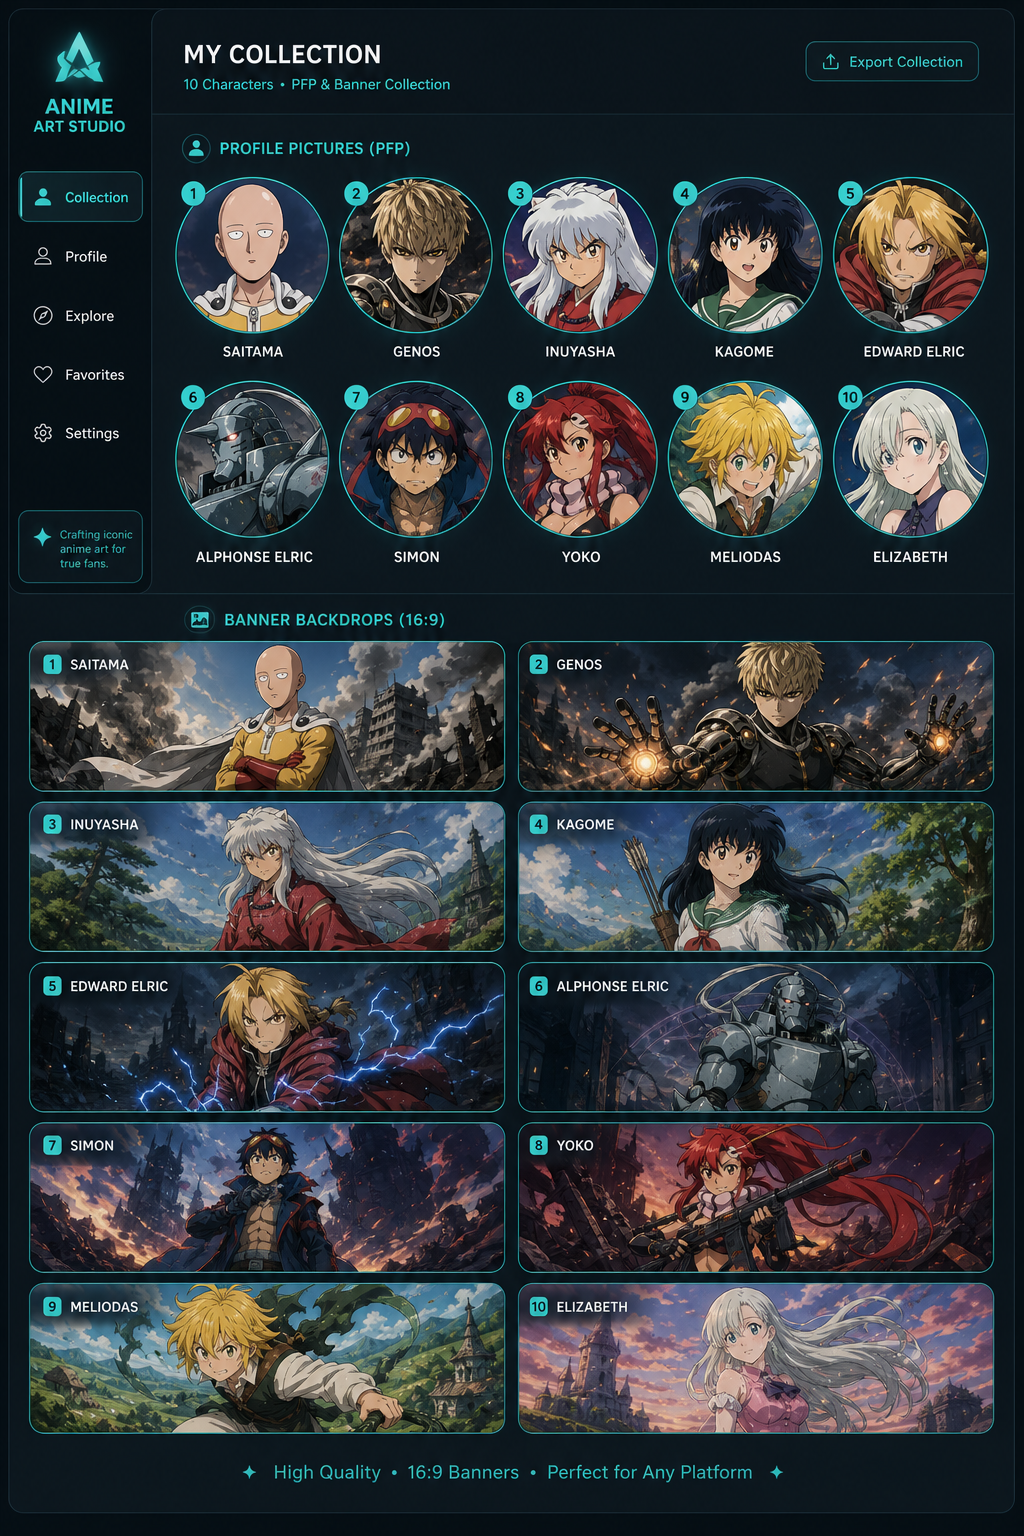 ANIME
ART STUDIO
Collection
Profile
Explore
Favorites
Settings
Crafting iconic
anime art for
true fans.
MY COLLECTION
10 Characters • PFP & Banner Collection
Export Collection
PROFILE PICTURES (PFP)
1
2
3
4
5
SAITAMA
GENOS
INUYASHA
KAGOME
EDWARD ELRIC
6
7
8
9
10
ALPHONSE ELRIC
SIMON
YOKO
MELIODAS
ELIZABETH
BANNER BACKDROPS (16:9)
1 SAITAMA
2 GENOS
3 INUYASHA
4 KAGOME
5 EDWARD ELRIC
6 ALPHONSE ELRIC
7 SIMON
8 YOKO
9 MELIODAS
10 ELIZABETH
High Quality • 16:9 Banners • Perfect for Any Platform